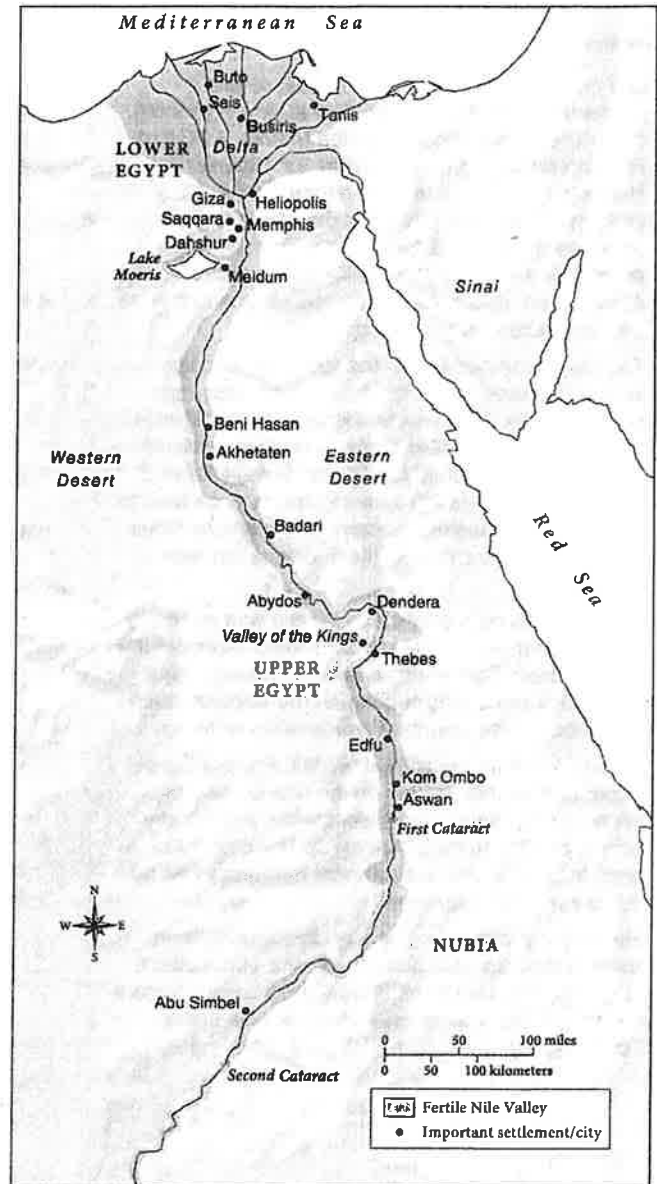 Mediterranean Sea
Buto
Sais
Tanis
Busiris
LOWER
EGYPT
Delta
Giza
Heliopolis
Saqqara
Memphis
Dahshur
Lake
Moeris
Meidum
Sinai
Beni Hasan
Western
Desert
Akhetaten
Eastern
Desert
Badari
Red Sea
Abydos
Dendera
Valley of the Kings
Thebes
UPPER
EGYPT
Edfu
Kom Ombo
Aswan
First Cataract
N
W E
S
NUBIA
Abu Simbel
0 50 100 miles
0 50 100 kilometers
Second Cataract
Fertile Nile Valley
Important settlement/city